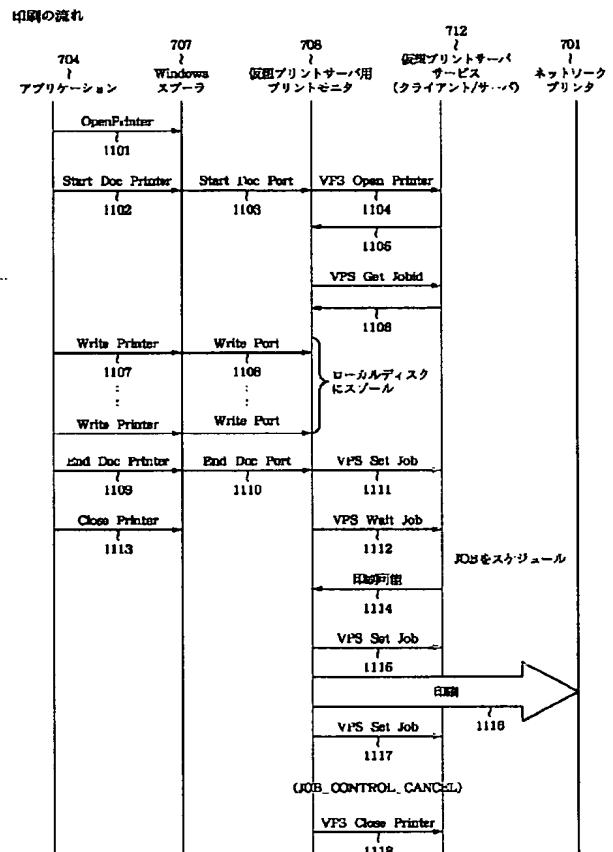 印刷の流れ
704
アプリケーション
707
Windows
スプーラ
708
仮想プリントサーバ用
プリントモニタ
712
仮想プリントサーバ
サービス
(クライアント/サーバ)
701
ネットワーク
プリンタ
OpenPrinter
1101
Start Doc Printer
1102
Start Doc Port
1103
VPS Open Printer
1104
1105
VPS Get Jobid
1108
Write Printer
1107
Write Port
1108
ローカルディスク
にスプール
Write Printer
Write Port
End Doc Printer
1109
End Doc Port
1110
VPS Set Job
1111
Close Printer
1113
VPS Wait Job
1112
JOBをスケジュール
印刷可能
1114
VPS Set Job
1116
印刷
1118
VPS Set Job
1117
(JOB_CONTROL_CANCEL)
VPS Close Printer
1118